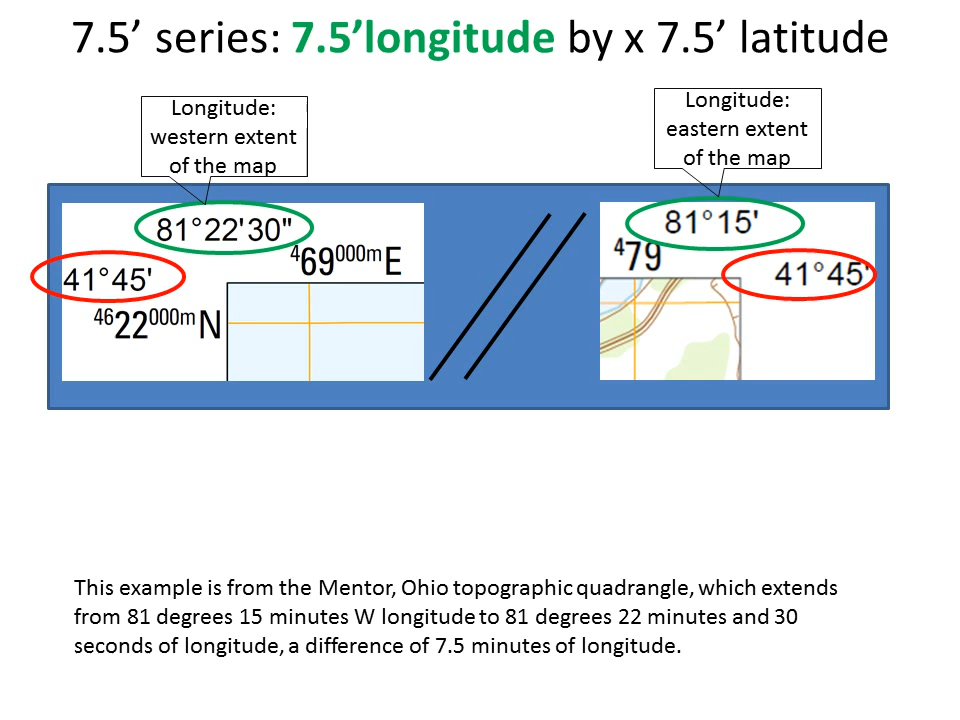 7.5’ series: 7.5’longitude by x 7.5’ latitude
Longitude:
western extent
of the map
Longitude:
eastern extent
of the map
81°22'30"
469000m E
41°45'
4622000m N
81°15'
479
41°45'
This example is from the Mentor, Ohio topographic quadrangle, which extends
from 81 degrees 15 minutes W longitude to 81 degrees 22 minutes and 30
seconds of longitude, a difference of 7.5 minutes of longitude.